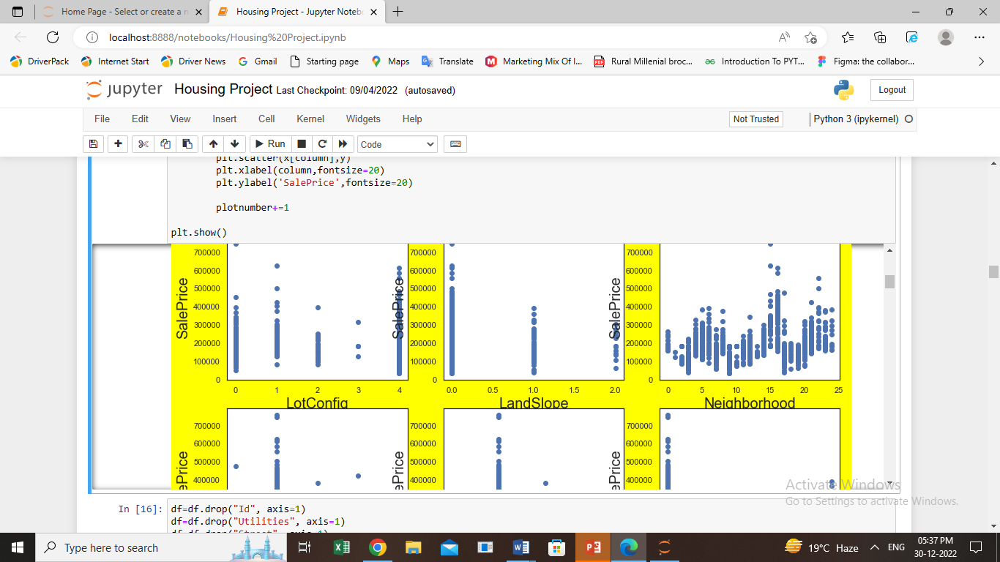 Home Page - Select or create a n
Housing Project - Jupyter Noteb
localhost:8888/notebooks/Housing%20Project.ipynb
DriverPack
Internet Start
Driver News
Gmail
Starting page
Maps
Translate
Marketing Mix Of I...
Rural Millenial broc...
Introduction To PYT...
Figma: the collabor...
jupyter Housing Project Last Checkpoint: 09/04/2022 (autosaved)
Logout
File Edit View Insert Cell Kernel Widgets Help
Not Trusted
Python 3 (ipykernel)
Run
Code
plt.scatter(x[column],y)
plt.xlabel(column,fontsize=20)
plt.ylabel('SalePrice',fontsize=20)
plotnumber+=1
plt.show()
700000 700000 700000
600000 600000 600000
500000 500000 500000
400000 400000 400000
300000 300000 300000
200000 200000 200000
100000 100000 100000
0 0 0
SalePrice SalePrice SalePrice
0 1 2 3 4 0.0 0.5 1.0 1.5 2.0 0 5 10 15 20 25
LotConfig LandSlope Neighborhood
700000 700000 700000
600000 600000 600000
500000 500000 500000
400000 400000 400000
ePrice ePrice ePrice
Activate Windows
Go to Settings to activate Windows.
In [16]: df=df.drop("Id", axis=1)
df=df.drop("Utilities", axis=1)
df=df.drop("Street", axis=1)
Type here to search
19°C Haze
ENG
05:37 PM
30-12-2022